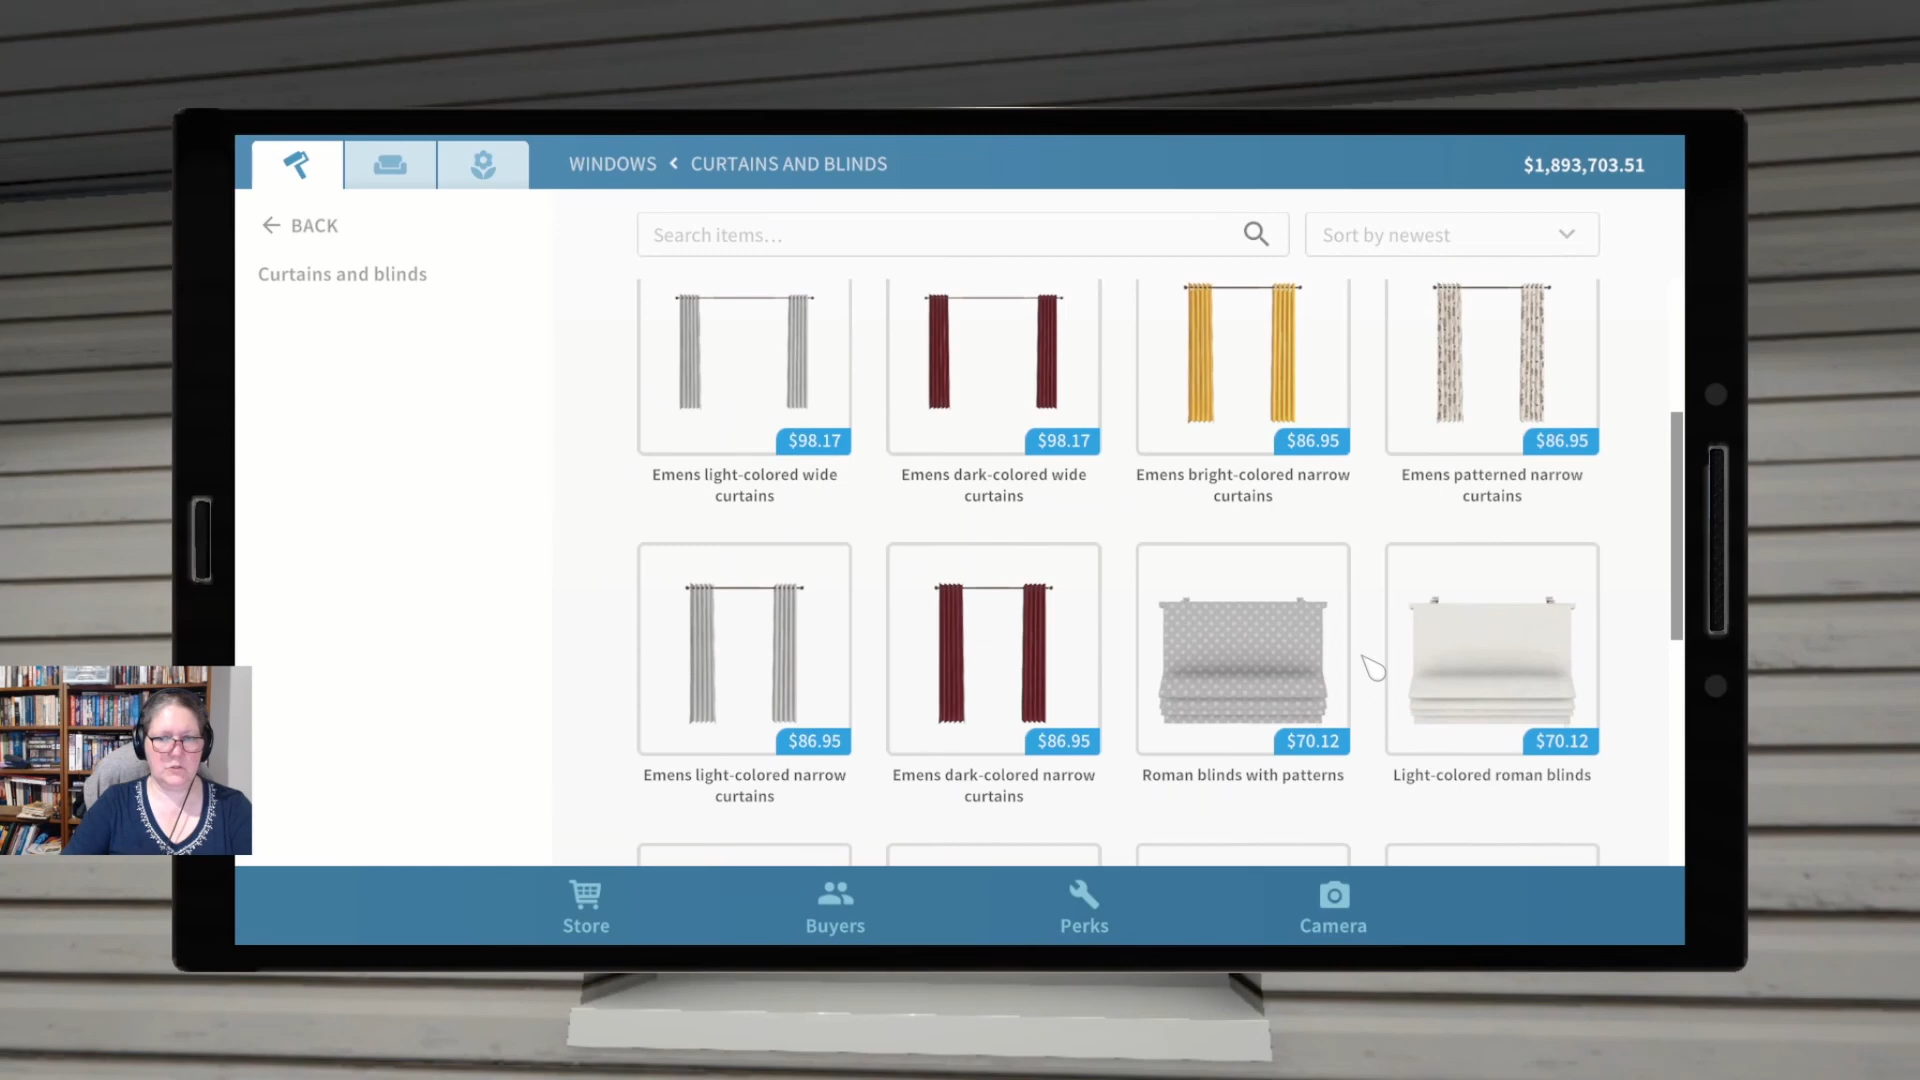 WINDOWS < CURTAINS AND BLINDS
$1,893,703.51
BACK
Curtains and blinds
Search items...
Sort by newest
$98.17
$98.17
$86.95
$86.95
Emens light-colored wide
curtains
Emens dark-colored wide
curtains
Emens bright-colored narrow
curtains
Emens patterned narrow
curtains
$86.95
$86.95
$70.12
$70.12
Emens light-colored narrow
curtains
Emens dark-colored narrow
curtains
Roman blinds with patterns
Light-colored roman blinds
Store
Buyers
Perks
Camera